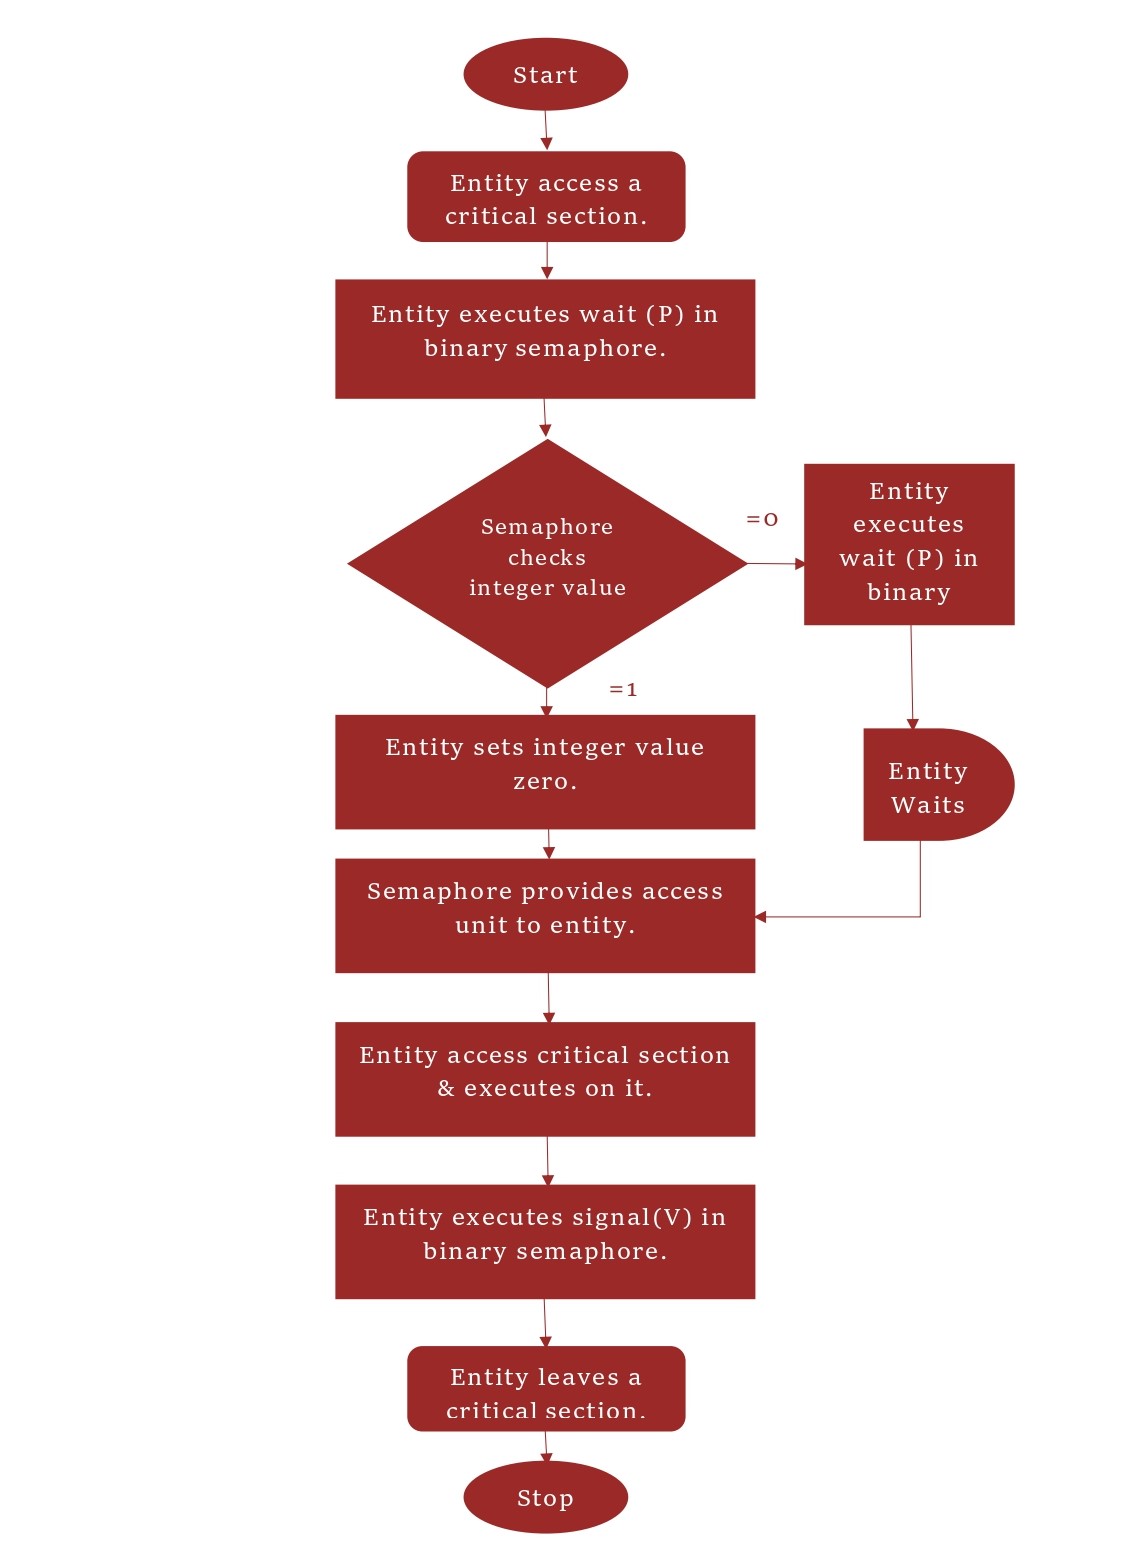 Start
Entity access a
critical section.
Entity executes wait (P) in
binary semaphore.
Semaphore
checks
integer value
=0
Entity
executes
wait (P) in
binary
=1
Entity sets integer value
zero.
Entity
Waits
Semaphore provides access
unit to entity.
Entity access critical section
& executes on it.
Entity executes signal(V) in
binary semaphore.
Entity leaves a
critical section.
Stop